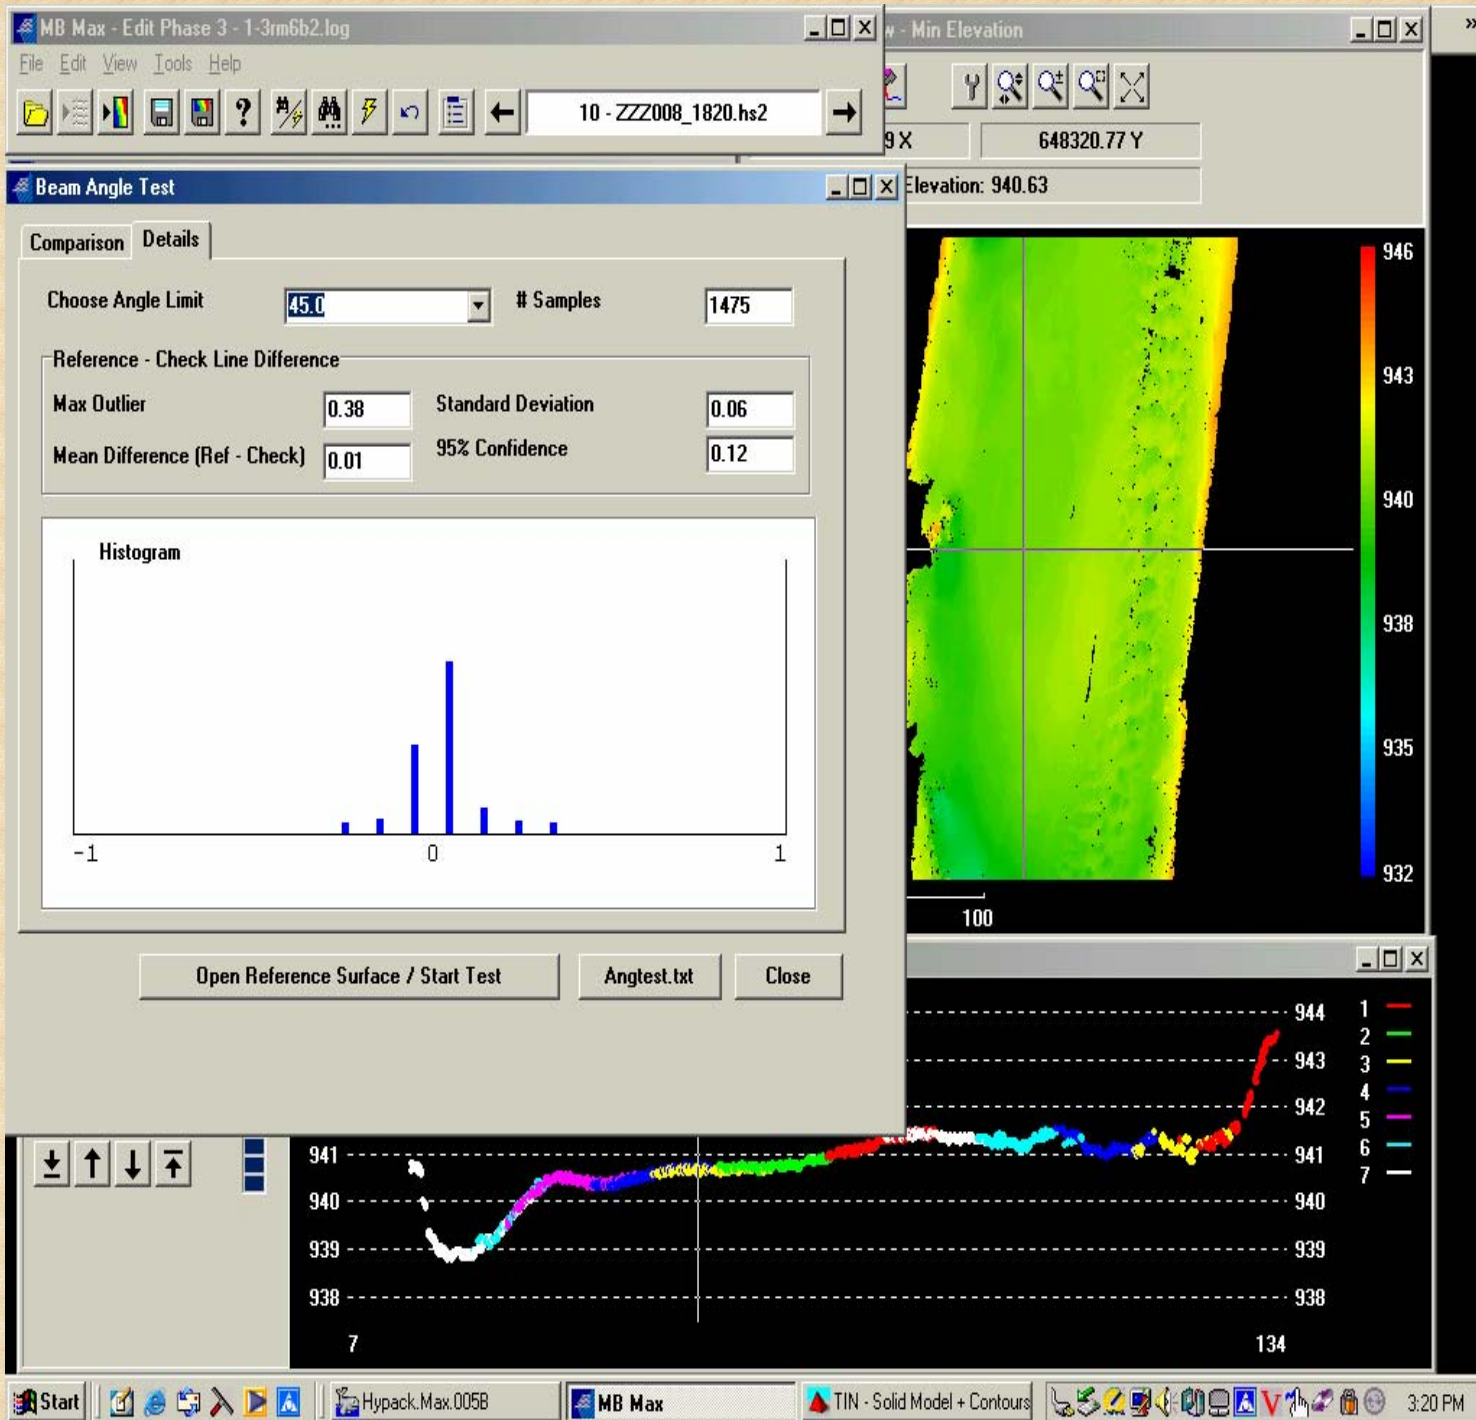 MB Max - Edit Phase 3 - 1-3rm6b2.log
File Edit View Tools Help
10 - ZZZ008_1820.hs2
- Min Elevation
9 X
648320.77 Y
Elevation: 940.63
Beam Angle Test
Comparison
Details
Choose Angle Limit
45.0
# Samples
1475
Reference - Check Line Difference
Max Outlier
0.38
Standard Deviation
0.06
Mean Difference (Ref - Check)
0.01
95% Confidence
0.12
Histogram
-1
0
1
Open Reference Surface / Start Test
Angtest.txt
Close
946
943
940
938
935
932
100
944
943
942
941
940
939
938
941
940
939
938
7
134
1
2
3
4
5
6
7
Start
Hypack.Max.005B
MB Max
TIN - Solid Model + Contours
3:20 PM